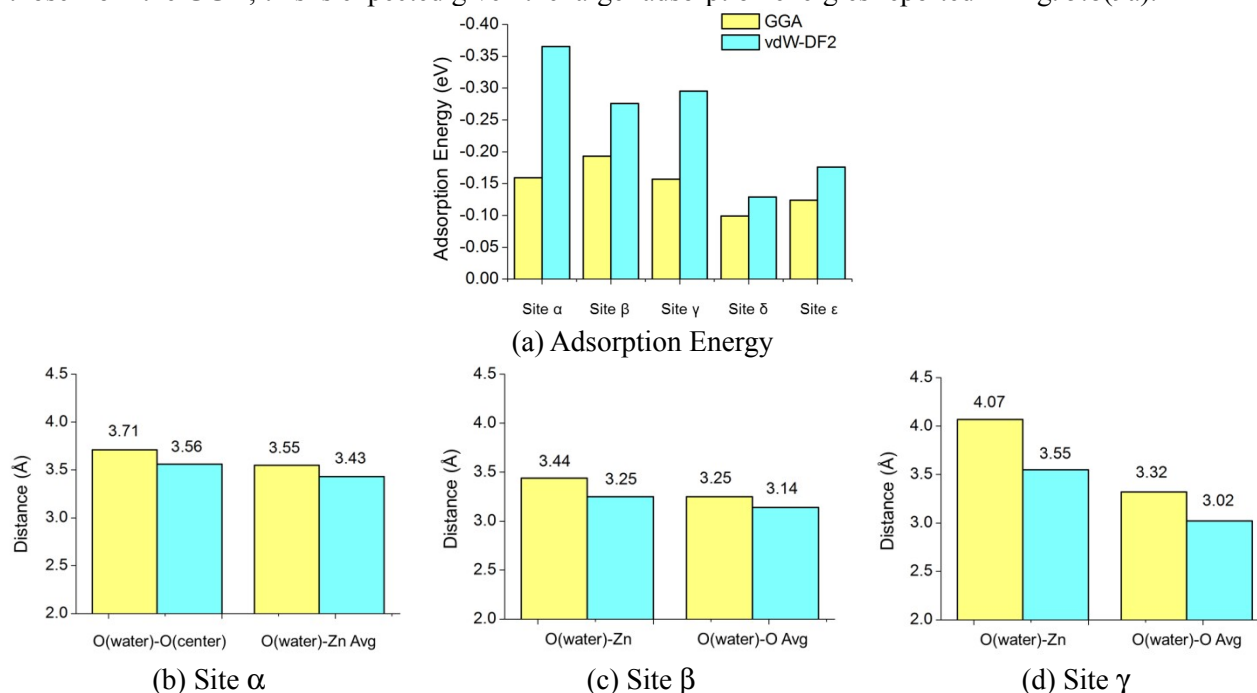 -0.40
GGA
vdW-DF2
-0.35
-0.30
-0.25
-0.20
-0.15
-0.10
-0.05
0.00
Adsorption Energy (eV)
Site α Site β Site γ Site δ Site ε
(a) Adsorption Energy
4.5
4.0
3.5
3.0
2.5
2.0
Distance (Å)
3.71 3.56 3.55 3.43
O(water)-O(center) O(water)-Zn Avg
(b) Site α
4.5
4.0
3.5
3.0
2.5
2.0
Distance (Å)
3.44 3.25 3.25 3.14
O(water)-Zn O(water)-O Avg
(c) Site β
4.5
4.0
3.5
3.0
2.5
2.0
Distance (Å)
4.07 3.55 3.32 3.02
O(water)-Zn O(water)-O Avg
(d) Site γ